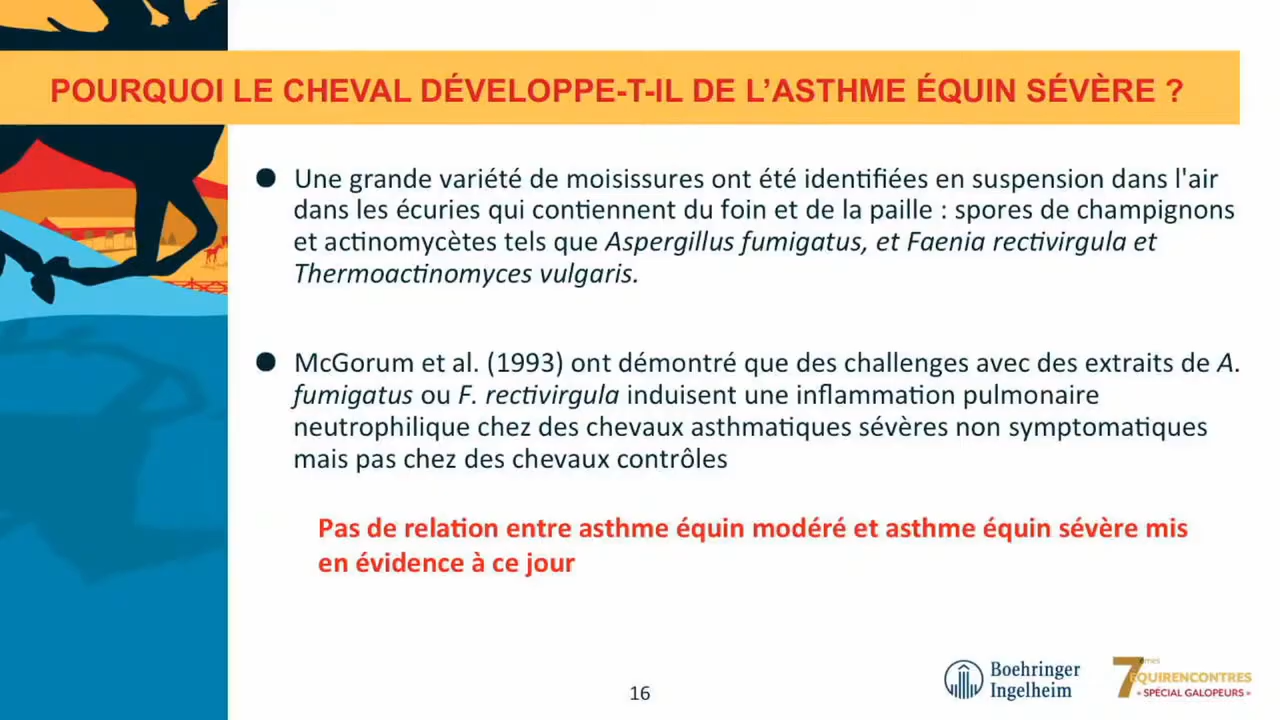 POURQUOI LE CHEVAL DÉVELOPPE-T-IL DE L'ASTHME ÉQUIN SÉVÈRE ?
● Une grande variété de moisissures ont été identifiées en suspension dans l'air
dans les écuries qui contiennent du foin et de la paille : spores de champignons
et actinomycètes tels que Aspergillus fumigatus, et Faenia rectivirgula et
Thermoactinomyces vulgaris.
● McGorum et al. (1993) ont démontré que des challenges avec des extraits de A.
fumigatus ou F. rectivirgula induisent une inflammation pulmonaire
neutrophilique chez des chevaux asthmatiques sévères non symptomatiques
mais pas chez des chevaux contrôles
Pas de relation entre asthme équin modéré et asthme équin sévère mis
en évidence à ce jour
16
Boehringer
Ingelheim
7èmes
EQUIRENCONTRES
« SPÉCIAL GALOPEURS »